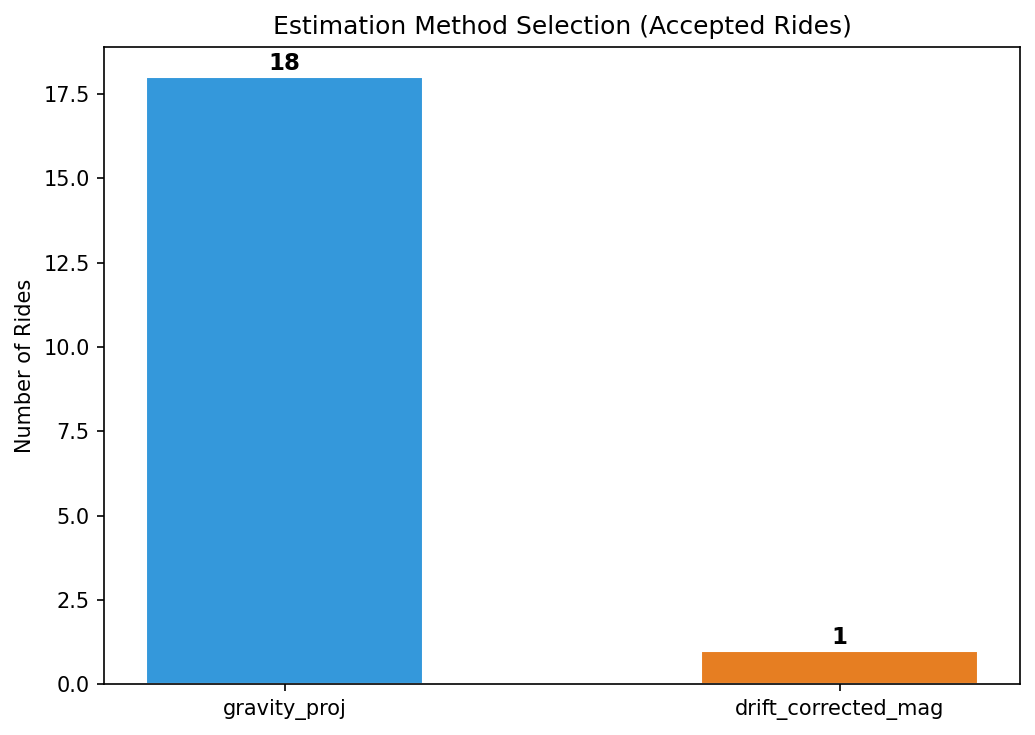 Estimation Method Selection (Accepted Rides)
18
17.5
15.0
12.5
10.0
7.5
5.0
2.5
0.0
Number of Rides
1
gravity_proj
drift_corrected_mag